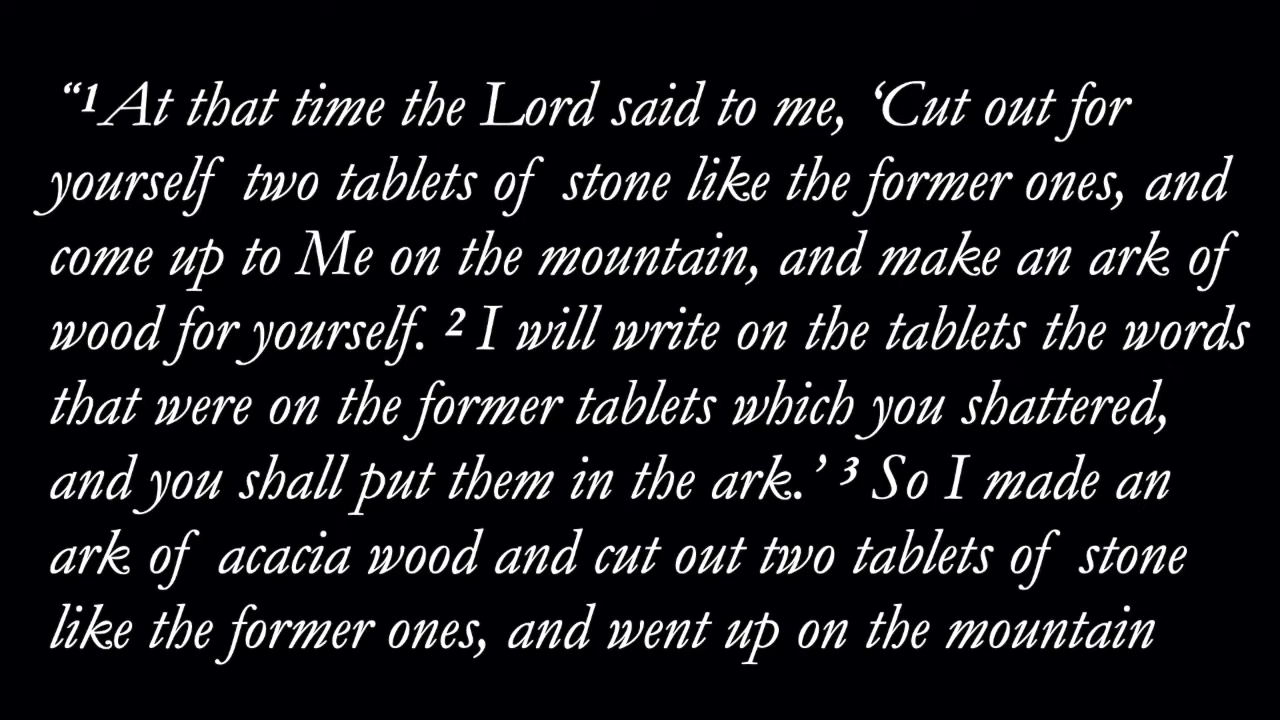 “¹At that time the Lord said to me, ‘Cut out for
yourself two tablets of stone like the former ones, and
come up to Me on the mountain, and make an ark of
wood for yourself. ² I will write on the tablets the words
that were on the former tablets which you shattered,
and you shall put them in the ark.’ ³ So I made an
ark of acacia wood and cut out two tablets of stone
like the former ones, and went up on the mountain